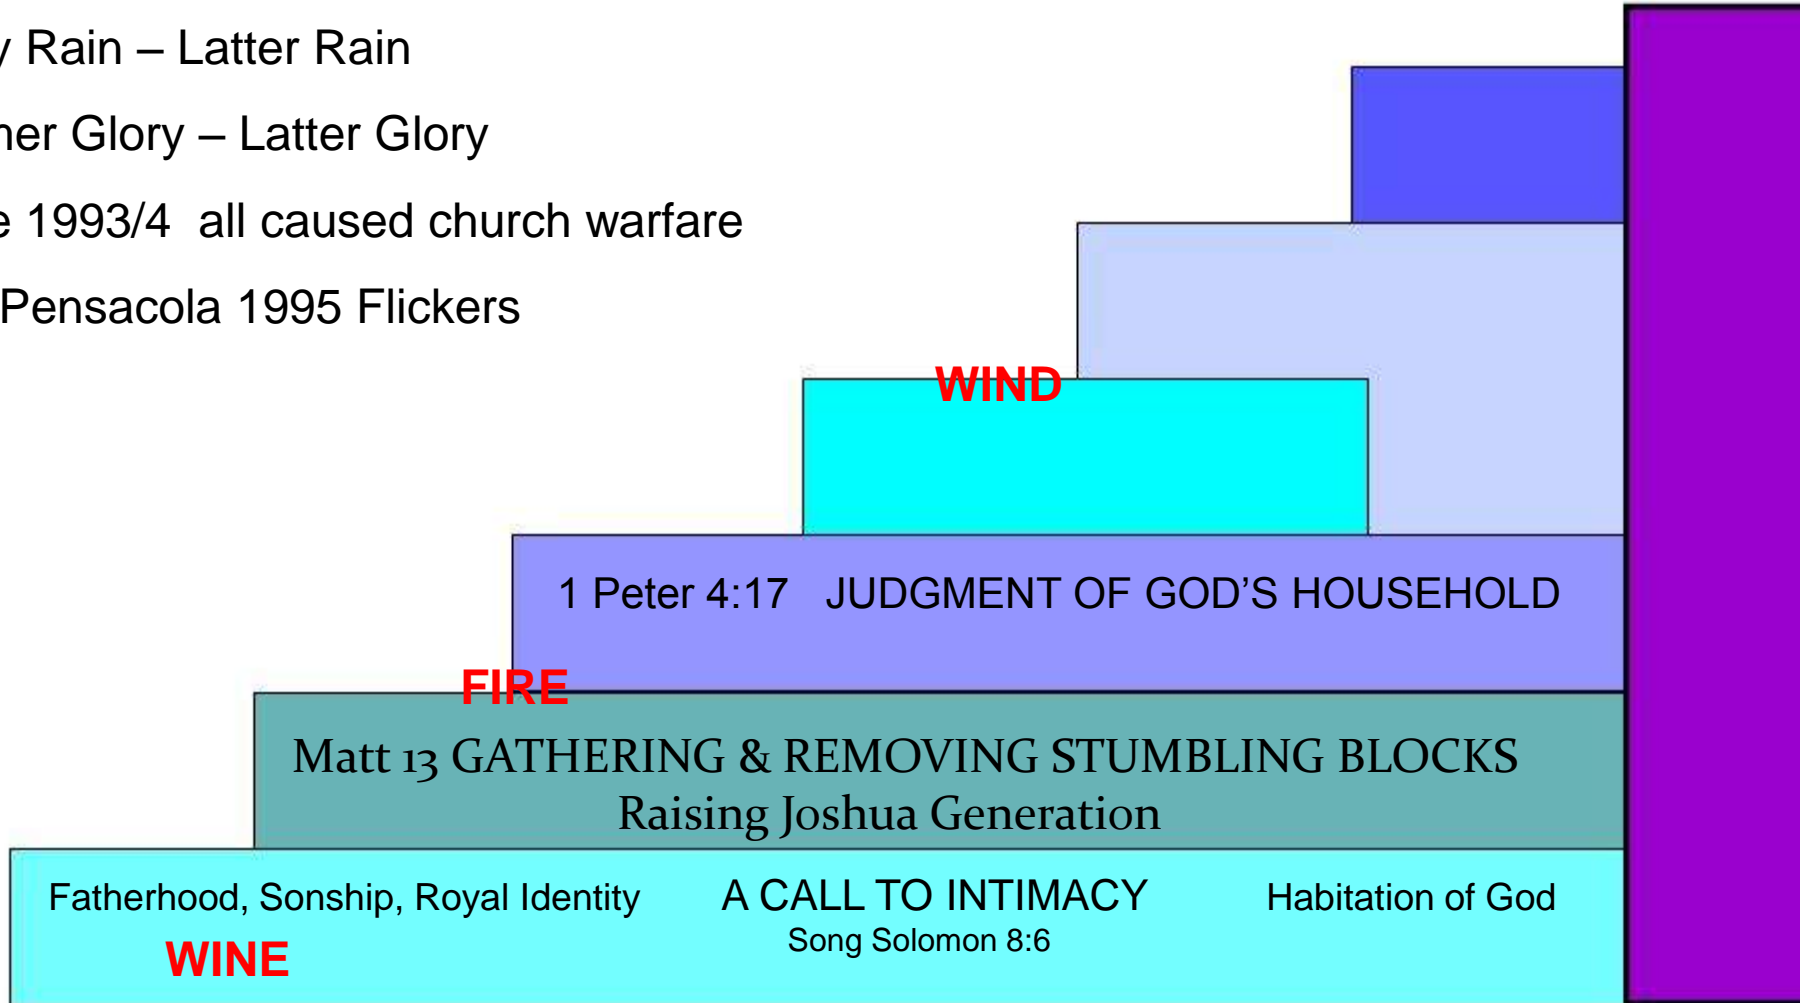 y Rain – Latter Rain
ner Glory – Latter Glory
e 1993/4 all caused church warfare
Pensacola 1995 Flickers
WIND
1 Peter 4:17 JUDGMENT OF GOD'S HOUSEHOLD
FIRE
Matt 13 GATHERING & REMOVING STUMBLING BLOCKS
Raising Joshua Generation
Fatherhood, Sonship, Royal Identity A CALL TO INTIMACY Habitation of God
Song Solomon 8:6
WINE